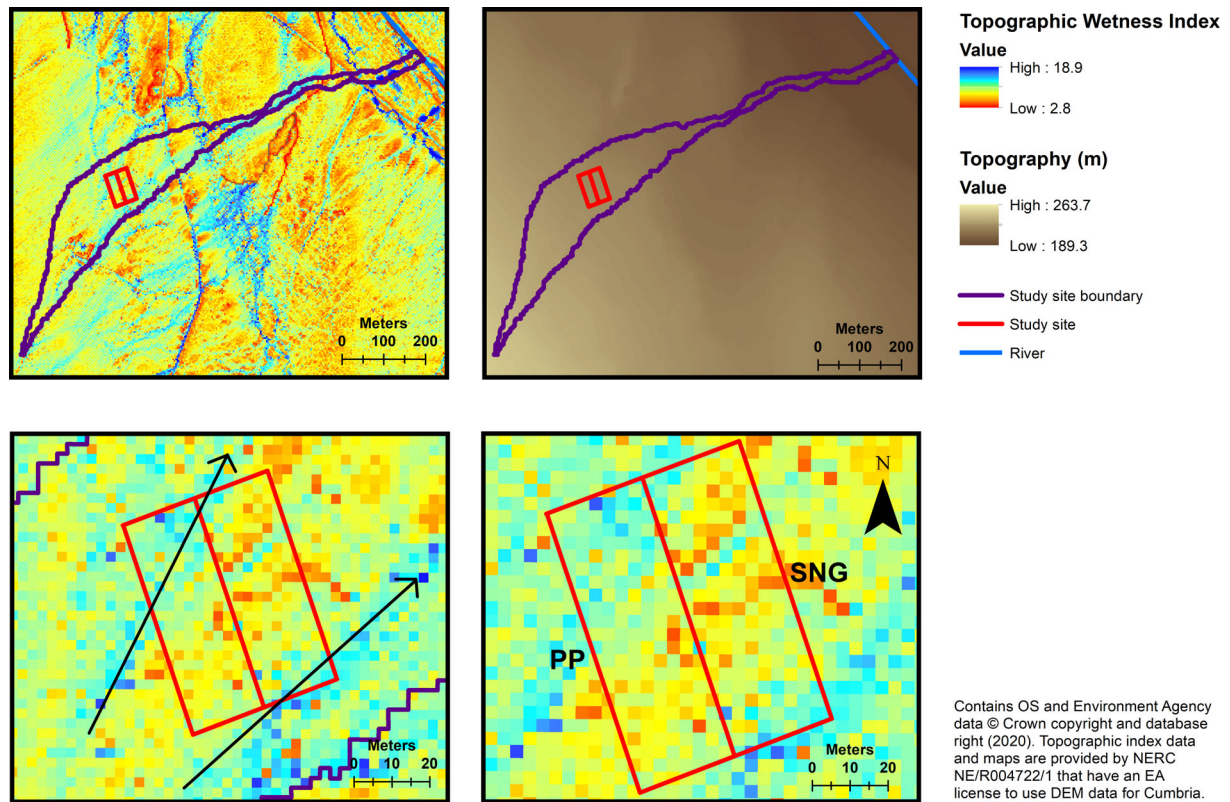 Meters
0 100 200
Meters
0 100 200
Topographic Wetness Index
Value
High : 18.9
Low : 2.8
Topography (m)
Value
High : 263.7
Low : 189.3
Study site boundary
Study site
River
Meters
0 10 20
N
SNG
PP
Meters
0 10 20
Contains OS and Environment Agency
data © Crown copyright and database
right (2020). Topographic index data
and maps are provided by NERC
NE/R004722/1 that have an EA
license to use DEM data for Cumbria.